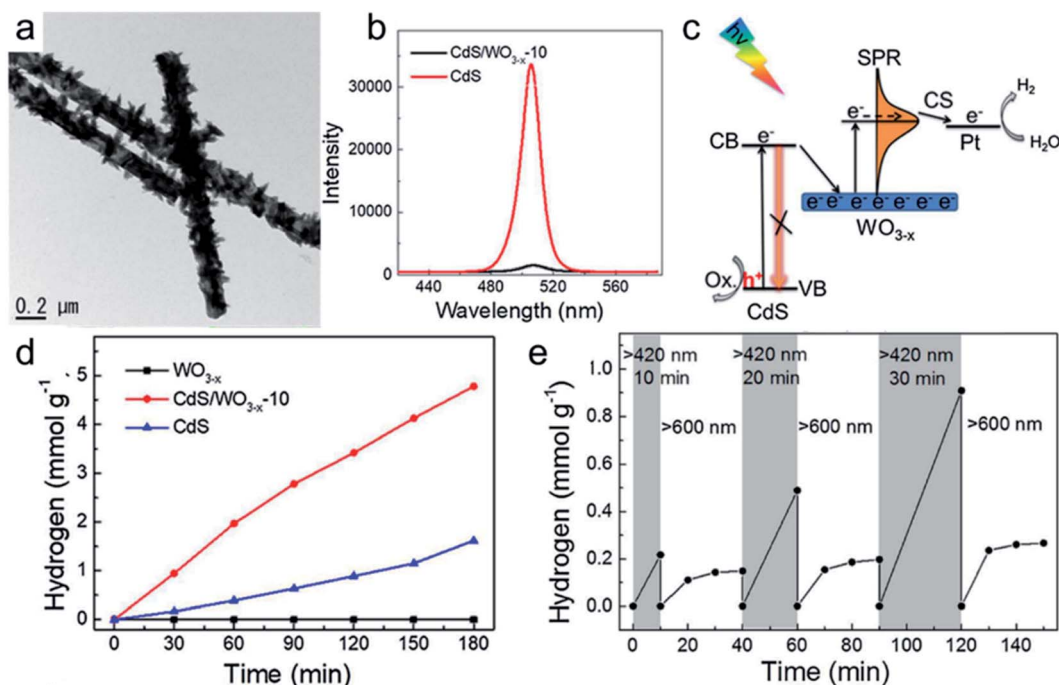 a
0.2 µm
b
CdS/WO3-x-10
CdS
Intensity
30000
20000
10000
0
440
480
520
560
Wavelength (nm)
c
hν
SPR
e⁻
CS
e⁻
H₂
Pt
H₂O
CB
e⁻
e⁻ e⁻ e⁻ e⁻ e⁻ e⁻ e⁻
WO3-x
Ox.
h⁺
VB
CdS
d
WO3-x
CdS/WO3-x-10
CdS
Hydrogen (mmol g⁻¹)
5
4
3
2
1
0
0
30
60
90
120
150
180
Time (min)
e
>420 nm
10 min
>600 nm
>420 nm
20 min
>600 nm
>420 nm
30 min
>600 nm
Hydrogen (mmol g⁻¹)
1.0
0.8
0.6
0.4
0.2
0.0
0
20
40
60
80
100
120
140
Time (min)